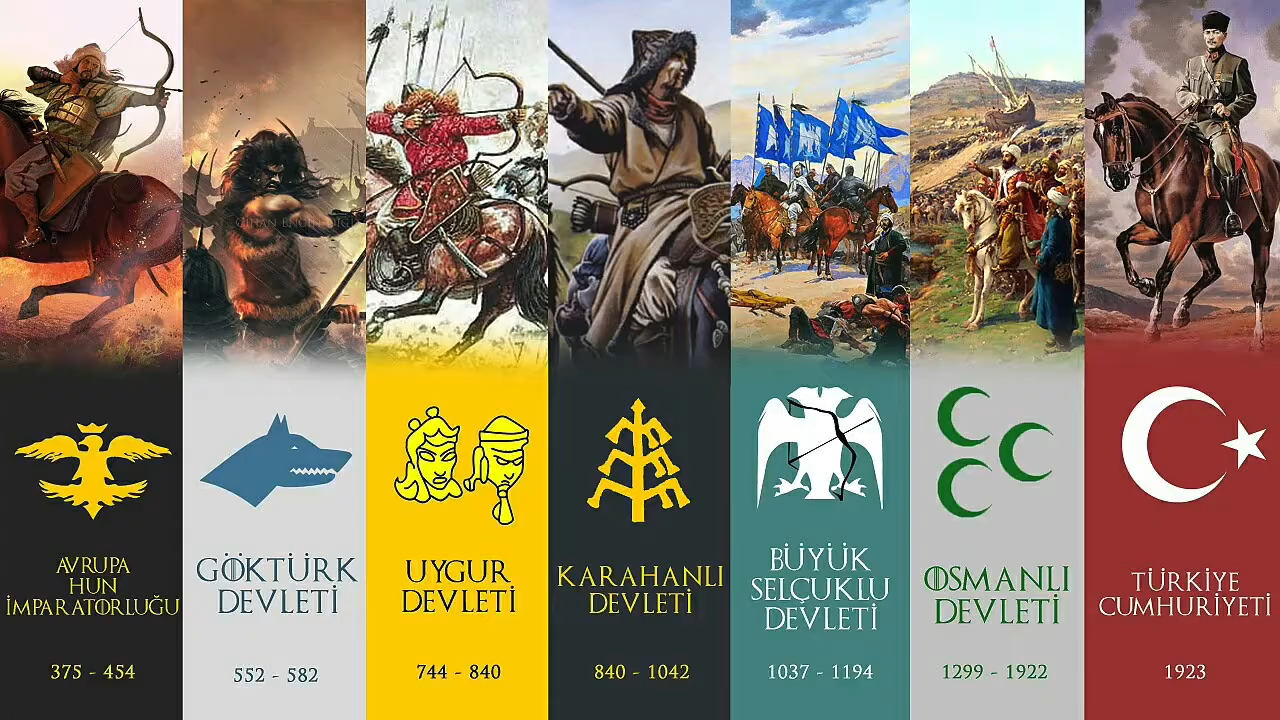 AVRUPA
HUN
İMPARATORLUĞU
375 - 454
GÖKTÜRK
DEVLETİ
552 - 582
UYGUR
DEVLETİ
744 - 840
KARAHANLI
DEVLETİ
840 - 1042
BÜYÜK
SELÇUKLU
DEVLETİ
1037 - 1194
OSMANLI
DEVLETİ
1299 - 1922
TÜRKİYE
CUMHURİYETİ
1923